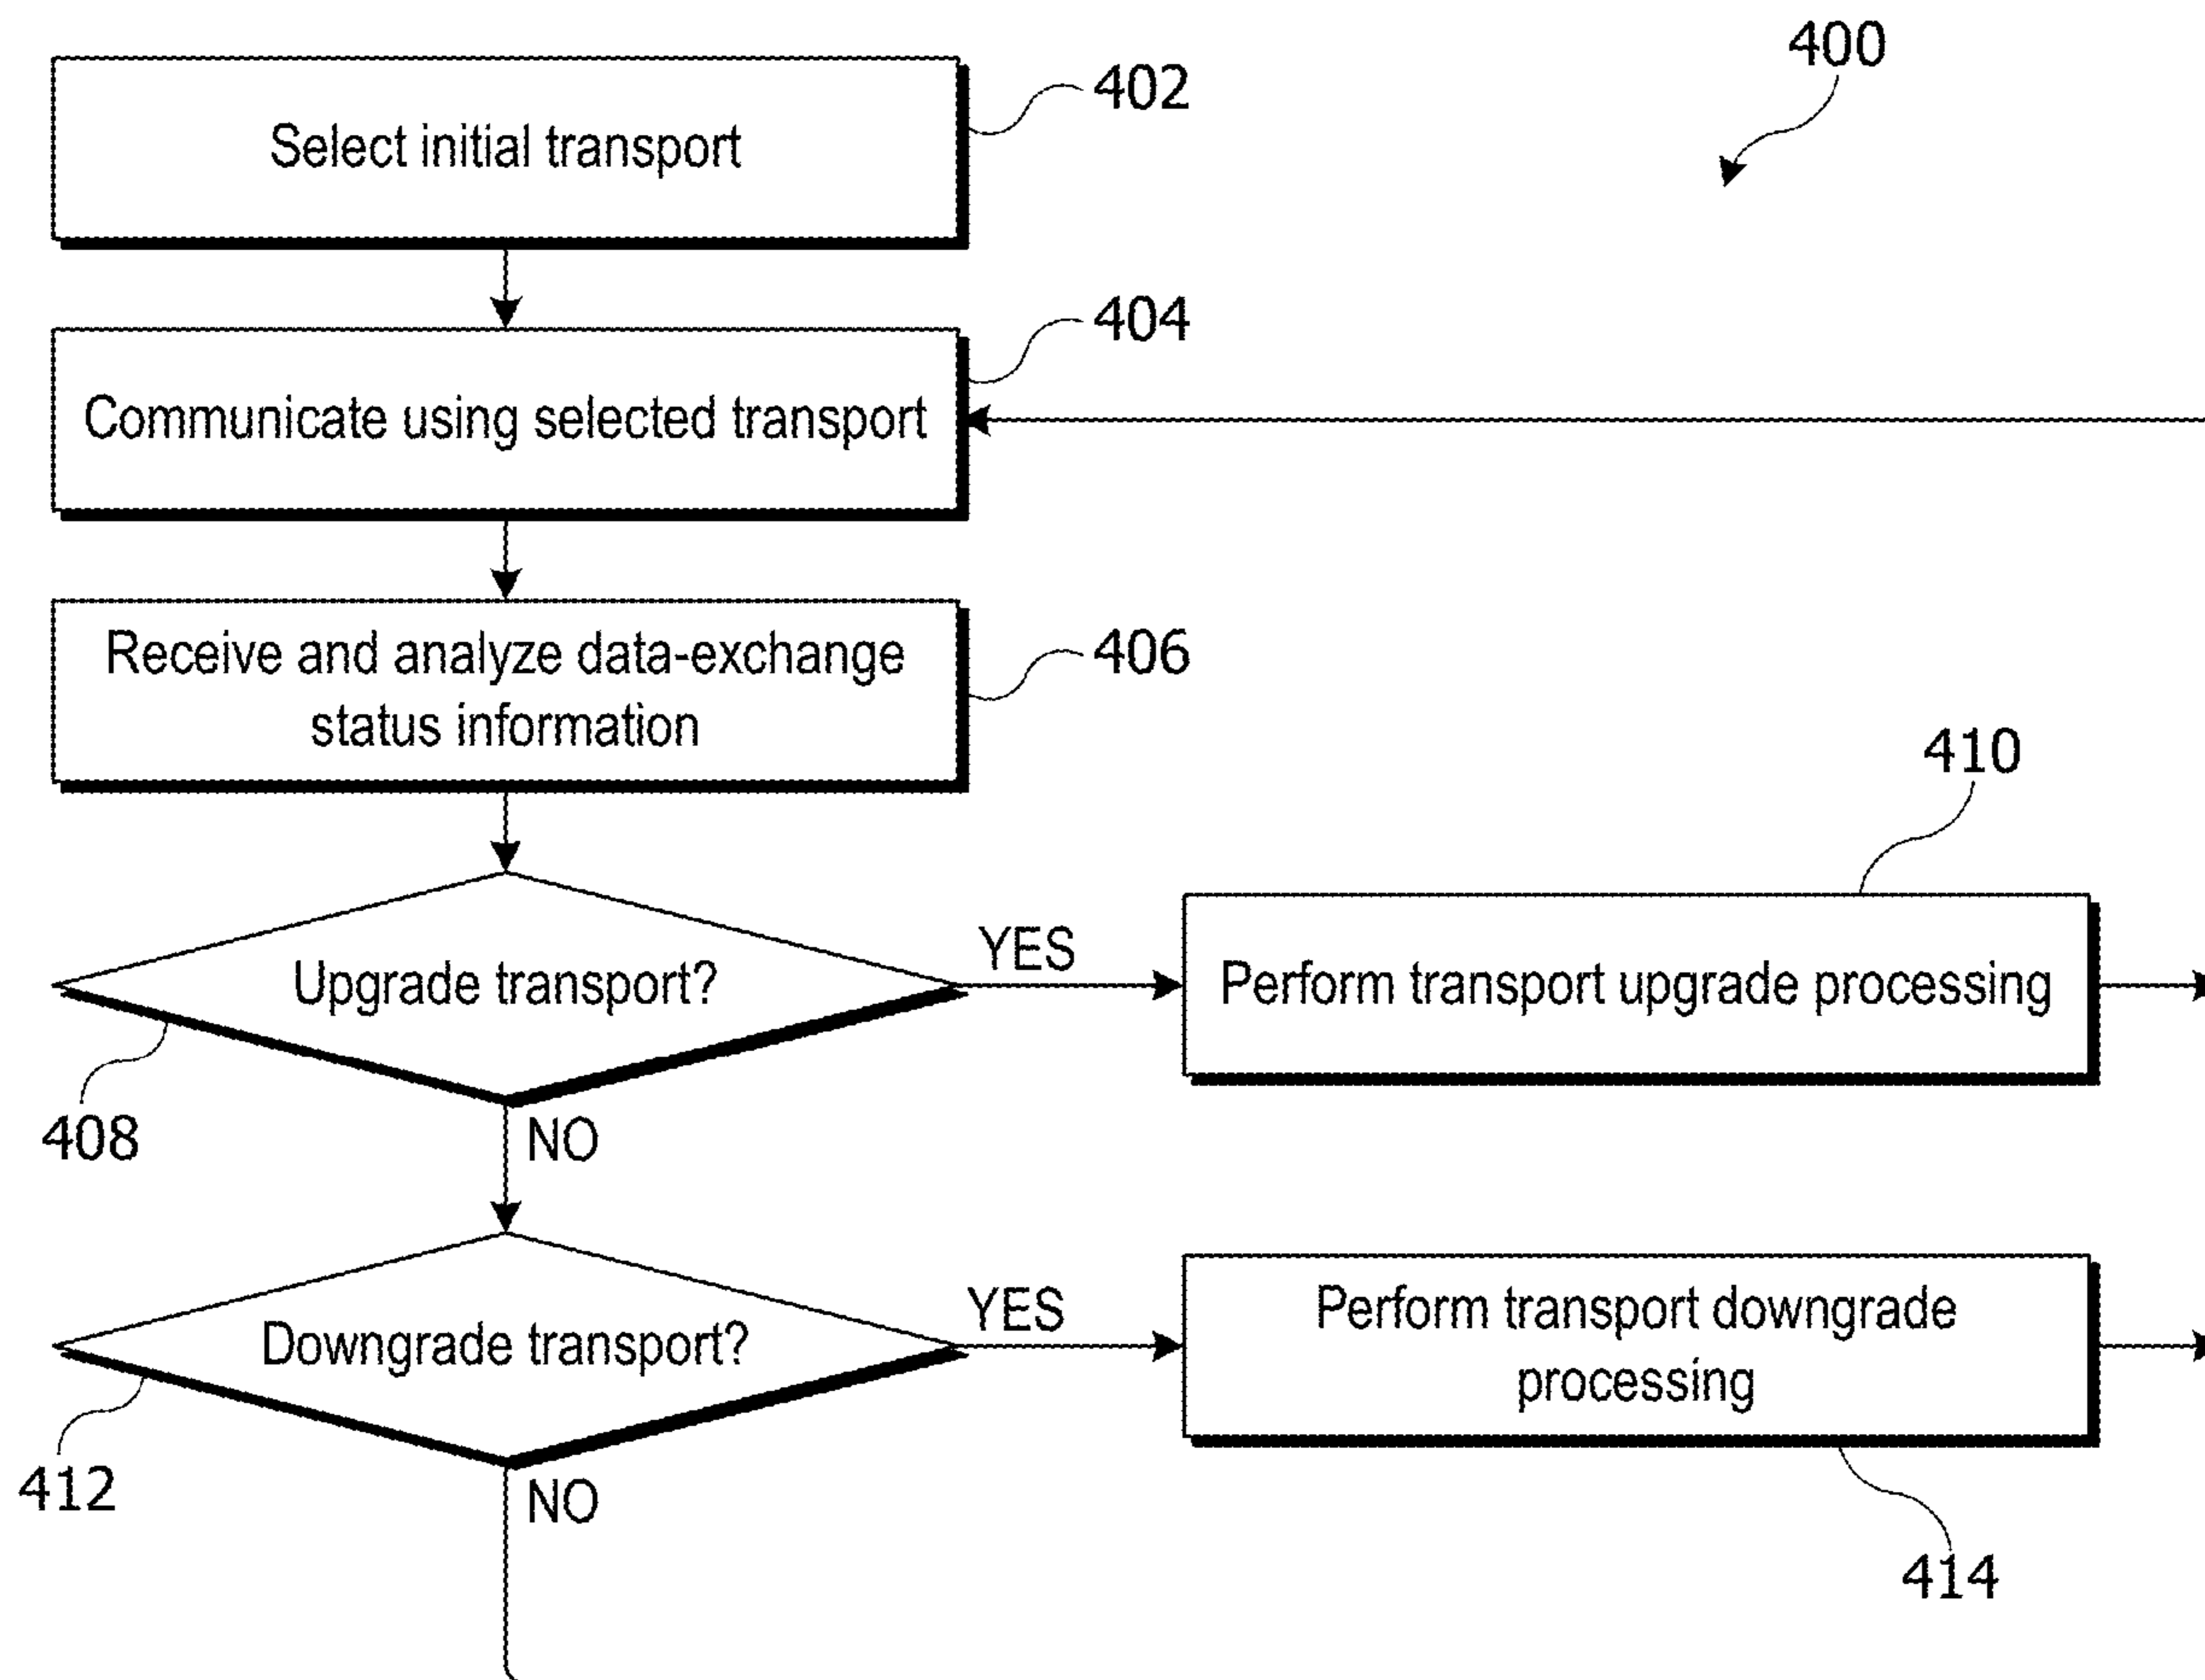 400
Select initial transport
402
Communicate using selected transport
404
Receive and analyze data-exchange
status information
406
Upgrade transport?
408
YES
NO
Perform transport upgrade processing
410
Downgrade transport?
412
YES
NO
Perform transport downgrade
processing
414